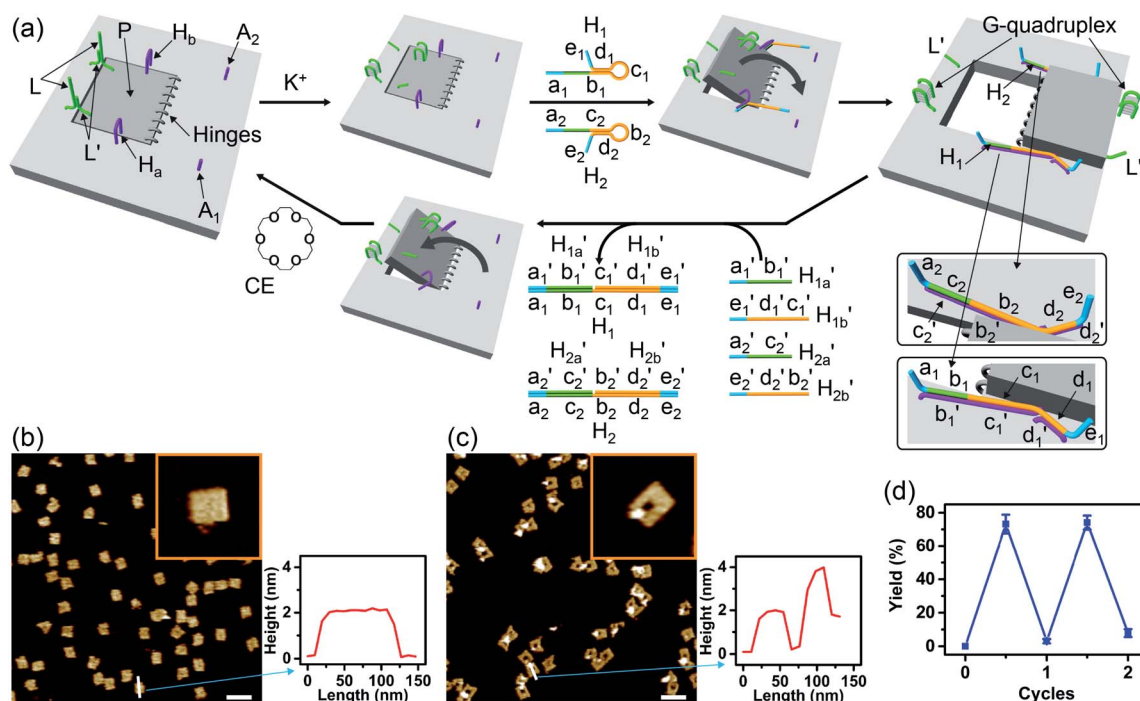 (a)
P
H_b
A_2
L
L'
Hinges
H_a
A_1
K⁺
H_1
e_1 d_1
c_1
a_1 b_1
a_2 c_2
b_2
e_2 d_2
H_2
G-quadruplex
L'
H_2
H_1
L'
CE
H_1a' H_1b'
a_1' b_1' c_1' d_1' e_1'
a_1 b_1 c_1 d_1 e_1
H_1
H_2a' H_2b'
a_2' c_2' b_2' d_2' e_2'
a_2 c_2 b_2 d_2 e_2
H_2
a_1' b_1' H_1a'
e_1' d_1' c_1' H_1b'
a_2' c_2' H_2a'
e_2' d_2' b_2' H_2b'
a_2 c_2 b_2 d_2 e_2
c_2' b_2' d_2'
a_1 b_1 c_1 d_1
b_1' c_1' d_1' e_1
(b)
Height (nm)
4
2
0
0 50 100 150
Length (nm)
(c)
Height (nm)
4
2
0
0 50 100 150
Length (nm)
(d)
Yield (%)
80
60
40
20
0
0 1 2
Cycles